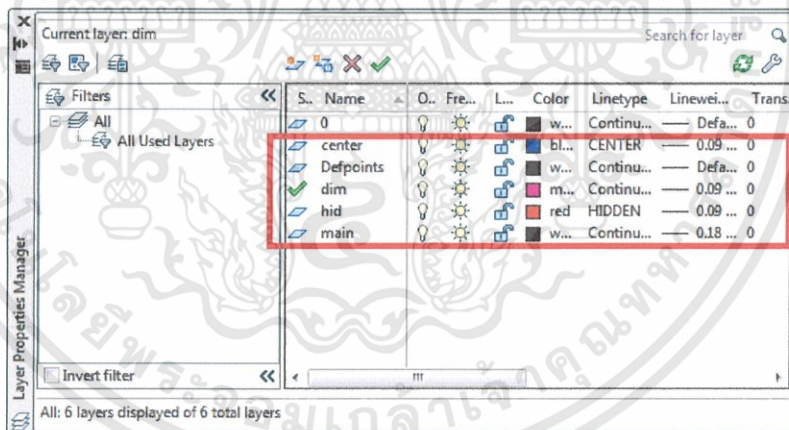 Current layer: dim
Search for layer
Filters
All
All Used Layers
S.. Name O.. Fre... L... Color Linetype Linewei... Trans
0 w... Continu... Defa... 0
center bl... CENTER 0.09 ... 0
Defpoints w... Continu... Defa... 0
dim m... Continu... 0.09 ... 0
hid red HIDDEN 0.09 ... 0
main w... Continu... 0.18 ... 0
Invert filter
All: 6 layers displayed of 6 total layers
Layer Properties Manager